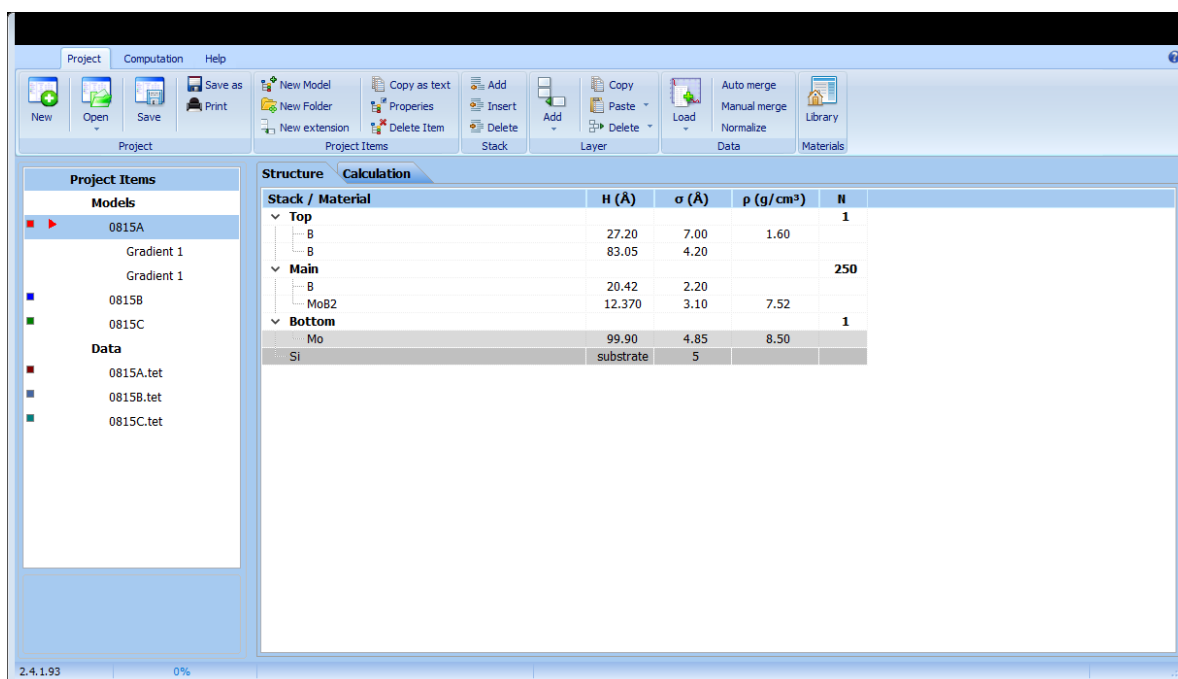 Project Computation Help
New Open Save Save as Print
New Model New Folder New extension Copy as text Properies Delete Item
Add Insert Delete
Add Copy Paste Delete
Load Auto merge Manual merge Normalize
Library
Project Project Items Stack Layer Data Materials
Project Items
Models
0815A
Gradient 1
Gradient 1
0815B
0815C
Data
0815A.tet
0815B.tet
0815C.tet
Structure Calculation
Stack / Material H (Å) σ (Å) ρ (g/cm³) N
Top 1
B 27.20 7.00 1.60
B 83.05 4.20
Main 250
B 20.42 2.20
MoB2 12.370 3.10 7.52
Bottom 1
Mo 99.90 4.85 8.50
Si substrate 5
2.4.1.93 0%